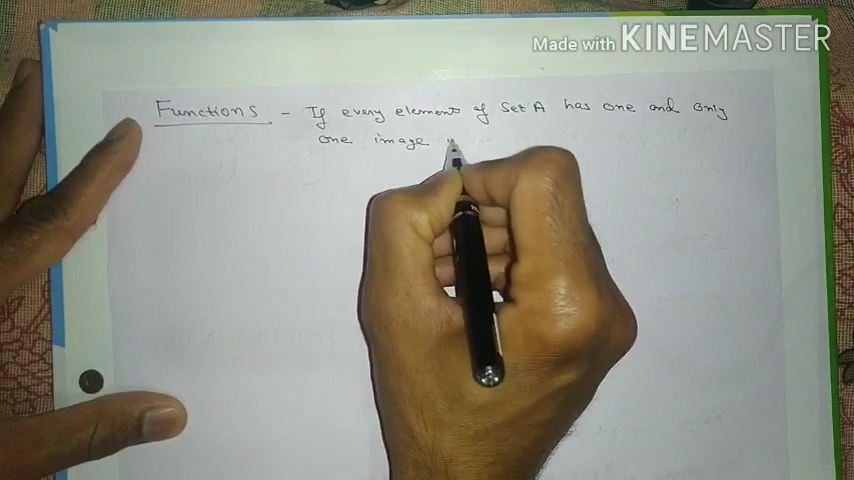 Made with KINEMASTER
Functions - If every element of Set A has one and only
one image